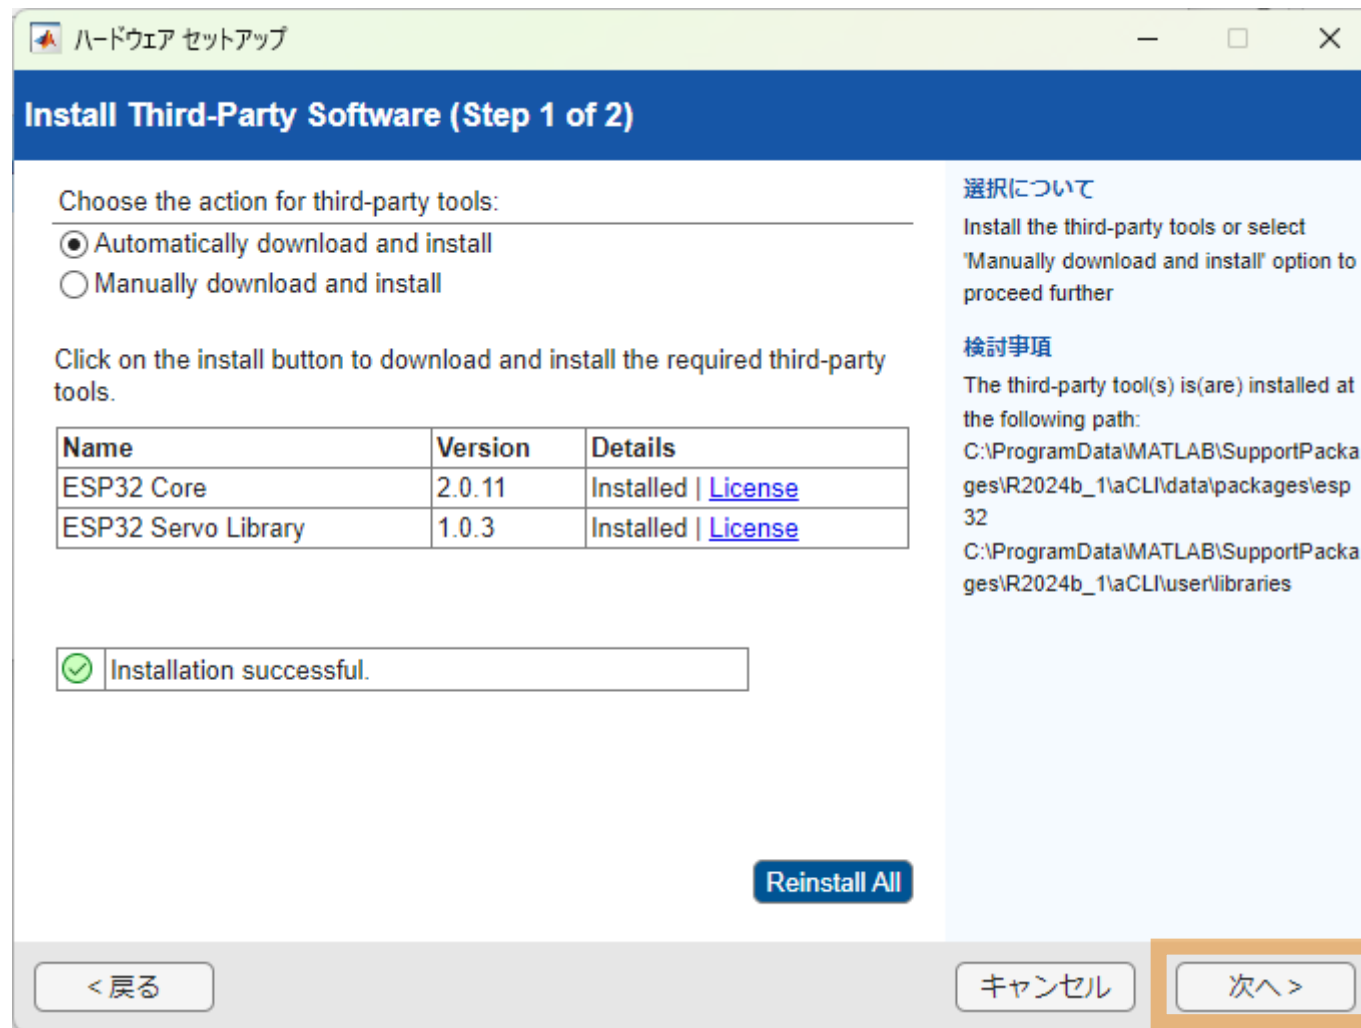 ハードウェア セットアップ
Install Third-Party Software (Step 1 of 2)
Choose the action for third-party tools:
Automatically download and install
Manually download and install
Click on the install button to download and install the required third-party
tools.
Name Version Details
ESP32 Core 2.0.11 Installed | License
ESP32 Servo Library 1.0.3 Installed | License
Installation successful.
Reinstall All
選択について
Install the third-party tools or select
'Manually download and install' option to
proceed further
検討事項
The third-party tool(s) is(are) installed at
the following path:
C:\ProgramData\MATLAB\SupportPacka
ges\R2024b_1\aCLI\data\packages\esp
32
C:\ProgramData\MATLAB\SupportPacka
ges\R2024b_1\aCLI\user\libraries
< 戻る
キャンセル
次へ >